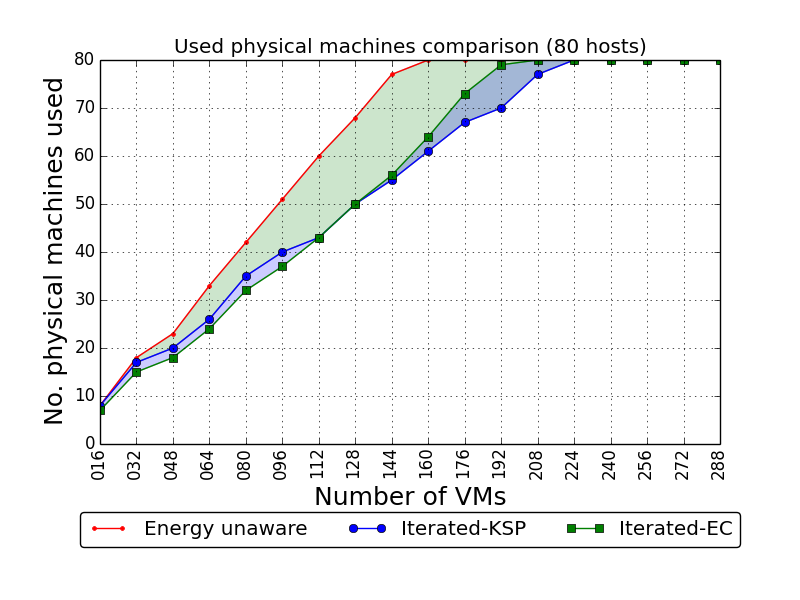 Used physical machines comparison (80 hosts)
No. physical machines used
80
70
60
50
40
30
20
10
0
016 032 048 064 080 096 112 128 144 160 176 192 208 224 240 256 272 288
Number of VMs
Energy unaware Iterated-KSP Iterated-EC